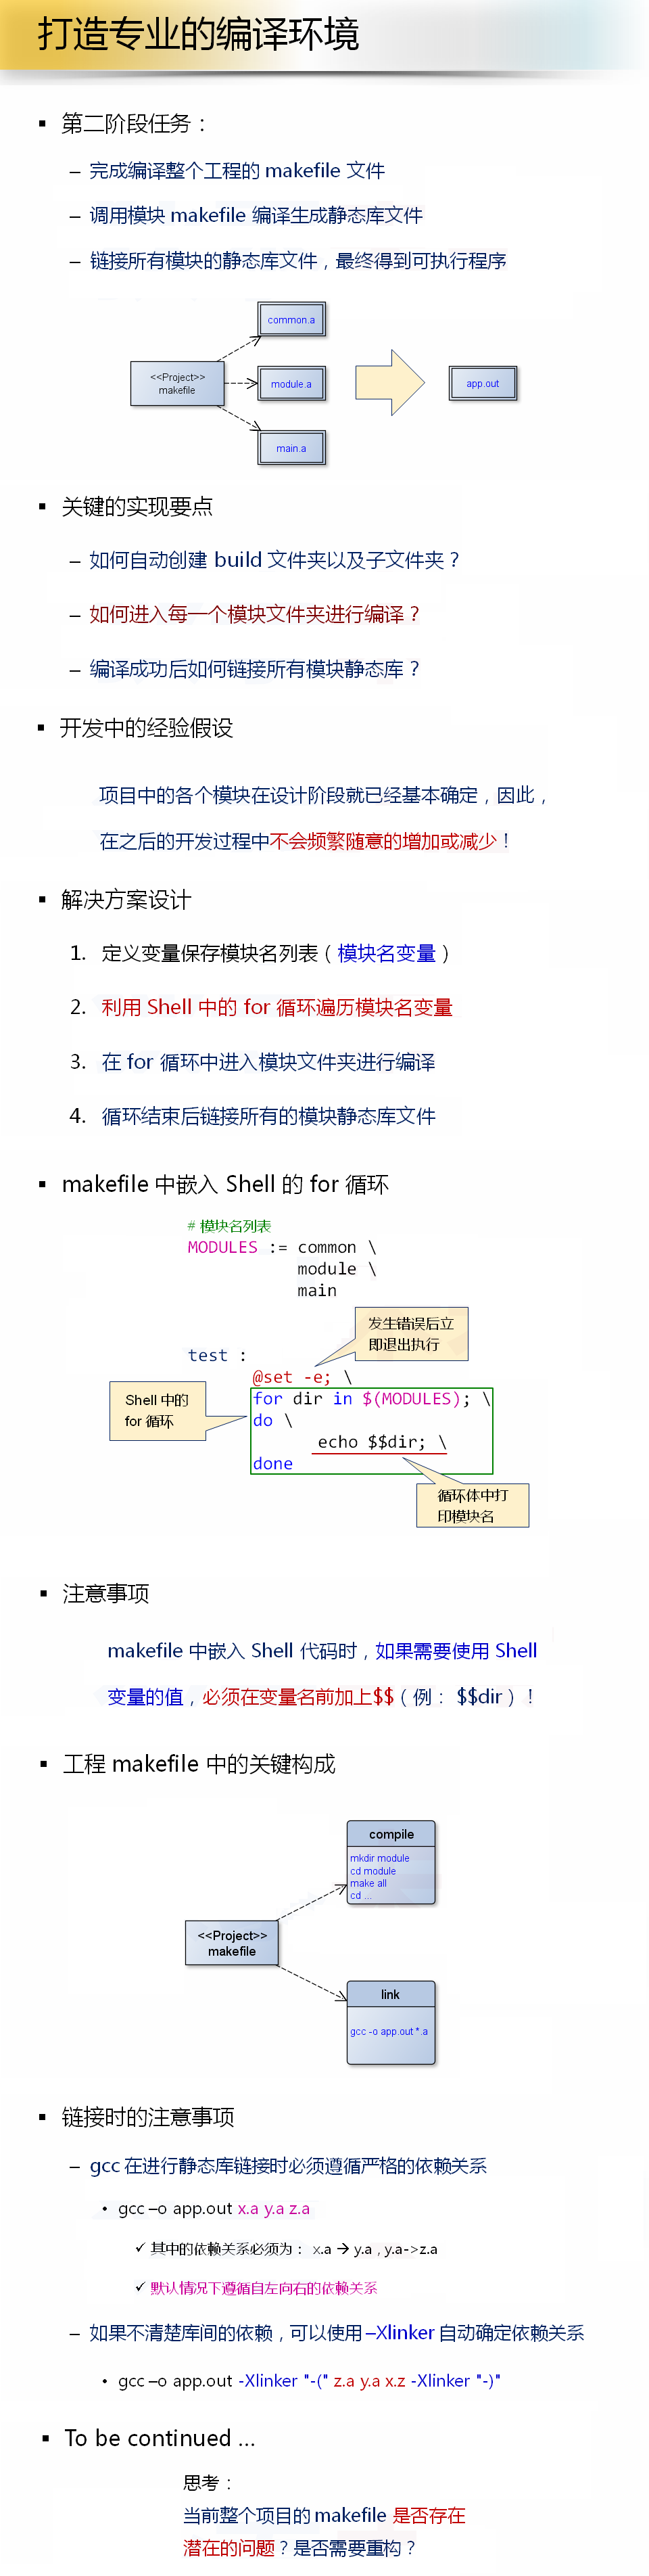 打造专业的编译环境
▪ 第二阶段任务：
– 完成编译整个工程的 makefile 文件
– 调用模块 makefile 编译生成静态库文件
– 链接所有模块的静态库文件，最终得到可执行程序
common.a
<<Project>>
makefile
module.a
app.out
main.a
▪ 关键的实现要点
– 如何自动创建 build 文件夹以及子文件夹？
– 如何进入每一个模块文件夹进行编译？
– 编译成功后如何链接所有模块静态库？
▪ 开发中的经验假设
项目中的各个模块在设计阶段就已经基本确定，因此，
在之后的开发过程中不会频繁随意的增加或减少！
▪ 解决方案设计
1. 定义变量保存模块名列表（模块名变量）
2. 利用 Shell 中的 for 循环遍历模块名变量
3. 在 for 循环中进入模块文件夹进行编译
4. 循环结束后链接所有的模块静态库文件
▪ makefile 中嵌入 Shell 的 for 循环
# 模块名列表
MODULES := common \
module \
main
发生错误后立
即退出执行
test :
@set -e; \
Shell 中的
for 循环
for dir in $(MODULES); \
do \
echo $$dir; \
done
循环体中打
印模块名
▪ 注意事项
makefile 中嵌入 Shell 代码时，如果需要使用 Shell
变量的值，必须在变量名前加上$$（例： $$dir）！
▪ 工程 makefile 中的关键构成
compile
mkdir module
cd module
make all
cd ...
<<Project>>
makefile
link
gcc -o app.out *.a
▪ 链接时的注意事项
– gcc 在进行静态库链接时必须遵循严格的依赖关系
• gcc –o app.out x.a y.a z.a
✓ 其中的依赖关系必须为： x.a → y.a , y.a->z.a
✓ 默认情况下遵循自左向右的依赖关系
– 如果不清楚库间的依赖，可以使用 –Xlinker 自动确定依赖关系
• gcc –o app.out -Xlinker "-(" z.a y.a x.z -Xlinker "-)"
▪ To be continued ...
思考：
当前整个项目的 makefile 是否存在
潜在的问题？是否需要重构？